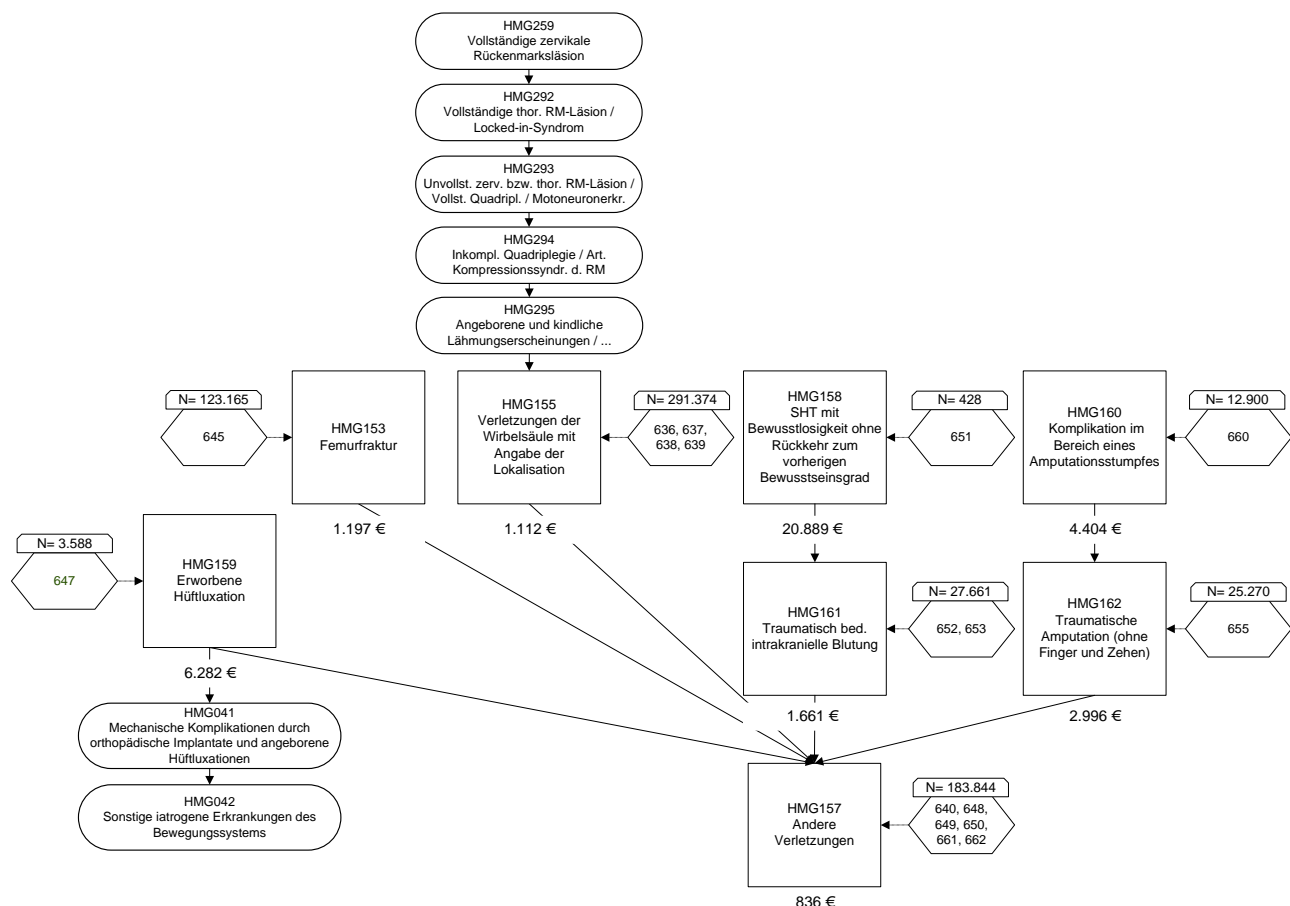 HMG259
Vollständige zervikale
Rückenmarksläsion
HMG292
Vollständige thor. RM-Läsion /
Locked-in-Syndrom
HMG293
Unvollst. zerv. bzw. thor. RM-Läsion /
Vollst. Quadripl. / Motoneuronerkr.
HMG294
Inkompl. Quadriplegie / Art.
Kompressionssyndr. d. RM
HMG295
Angeborene und kindliche
Lähmungserscheinungen / ...
N= 123.165
645
HMG153
Femurfraktur
1.197 €
HMG155
Verletzungen der
Wirbelsäule mit
Angabe der
Lokalisation
1.112 €
N= 291.374
636, 637,
638, 639
HMG158
SHT mit
Bewusstlosigkeit ohne
Rückkehr zum
vorherigen
Bewusstseinsgrad
20.889 €
N= 428
651
HMG160
Komplikation im
Bereich eines
Amputationsstumpfes
4.404 €
N= 12.900
660
N= 3.588
647
HMG159
Erworbene
Hüftluxation
6.282 €
HMG161
Traumatisch bed.
intrakranielle Blutung
1.661 €
N= 27.661
652, 653
HMG162
Traumatische
Amputation (ohne
Finger und Zehen)
2.996 €
N= 25.270
655
HMG041
Mechanische Komplikationen durch
orthopädische Implantate und angeborene
Hüftluxationen
HMG042
Sonstige iatrogene Erkrankungen des
Bewegungssystems
HMG157
Andere
Verletzungen
836 €
N= 183.844
640, 648,
649, 650,
661, 662